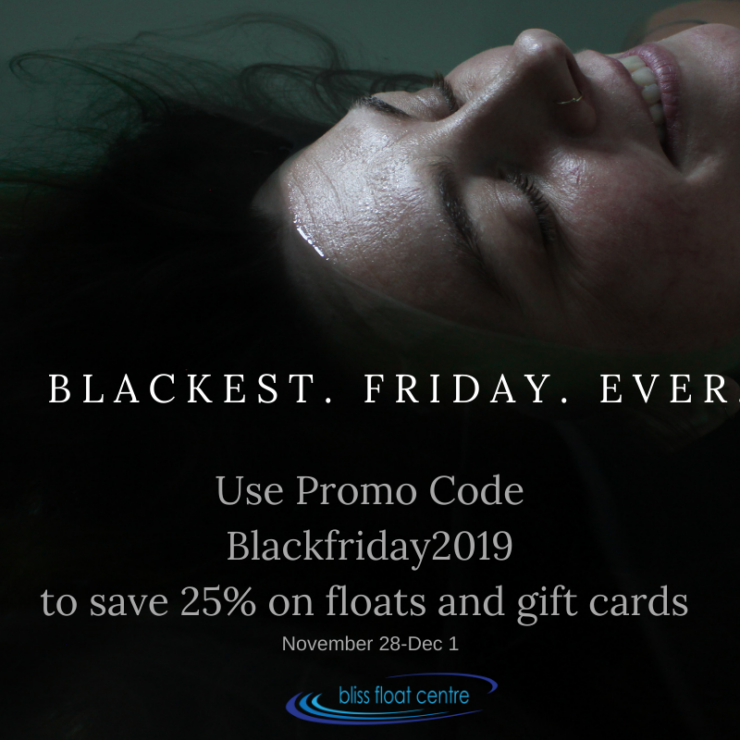 BLACKEST. FRIDAY. EVER.
Use Promo Code
Blackfriday2019
to save 25% on floats and gift cards
November 28-Dec 1
bliss float centre